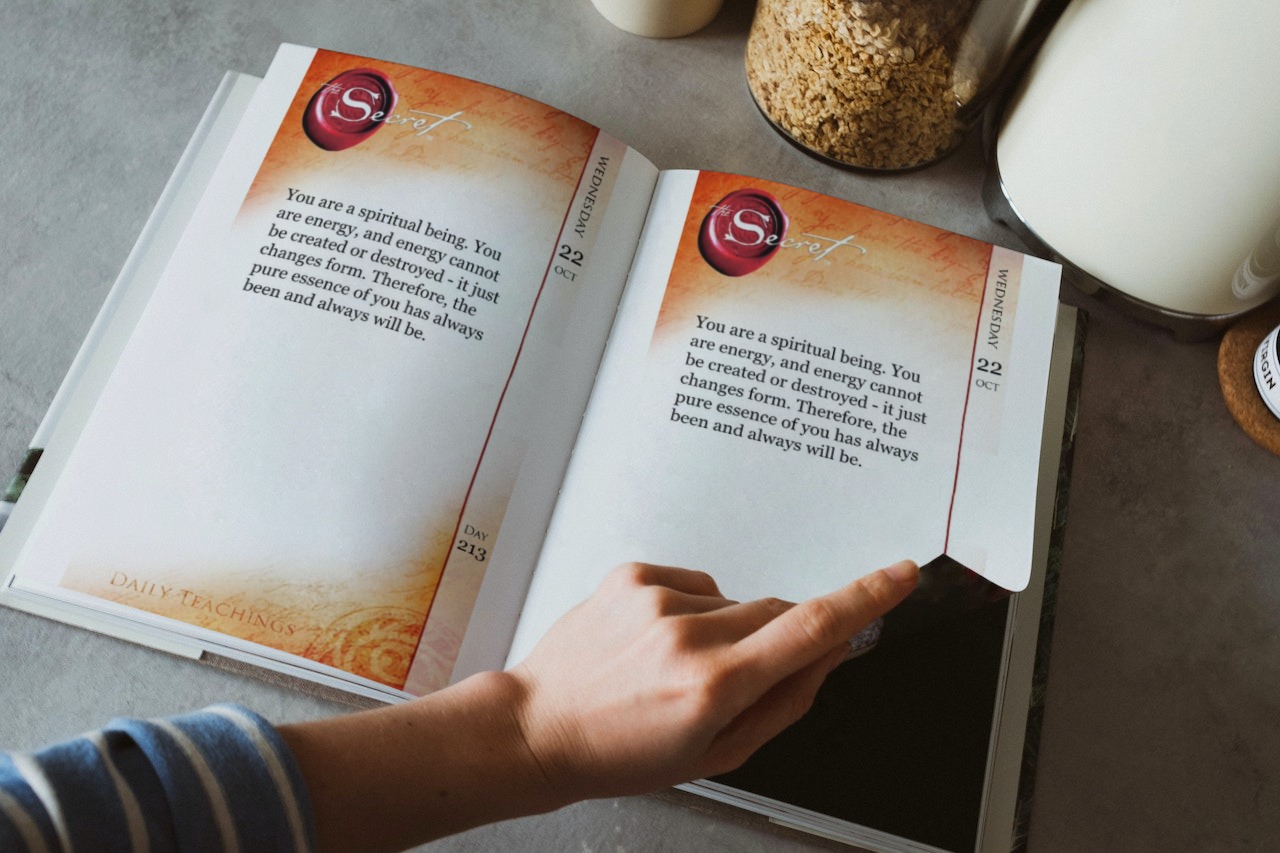 the Secret
You are a spiritual being. You
are energy, and energy cannot
be created or destroyed - it just
changes form. Therefore, the
pure essence of you has always
been and always will be.
WEDNESDAY
22
OCT
DAY
213
DAILY TEACHINGS
the Secret
You are a spiritual being. You
are energy, and energy cannot
be created or destroyed - it just
changes form. Therefore, the
pure essence of you has always
been and always will be.
WEDNESDAY
22
OCT